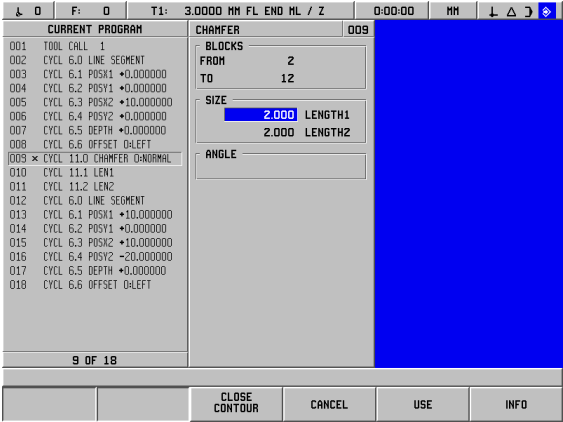 0 F: 0 T1: 3.0000 MM FL END ML / Z 0:00:00 MM
CURRENT PROGRAM
001 TOOL CALL 1
002 CYCL 6.0 LINE SEGMENT
003 CYCL 6.1 POSX1 +0.000000
004 CYCL 6.2 POSY1 +0.000000
005 CYCL 6.3 POSX2 +10.000000
006 CYCL 6.4 POSY2 +0.000000
007 CYCL 6.5 DEPTH +0.000000
008 CYCL 6.6 OFFSET O:LEFT
009 × CYCL 11.0 CHAMFER O:NORMAL
010 CYCL 11.1 LEN1
011 CYCL 11.2 LEN2
012 CYCL 6.0 LINE SEGMENT
013 CYCL 6.1 POSX1 +10.000000
014 CYCL 6.2 POSY1 +0.000000
015 CYCL 6.3 POSX2 +10.000000
016 CYCL 6.4 POSY2 -20.000000
017 CYCL 6.5 DEPTH +0.000000
018 CYCL 6.6 OFFSET O:LEFT
9 OF 18
CHAMFER 009
BLOCKS
FROM 2
TO 12
SIZE
2.000 LENGTH1
2.000 LENGTH2
ANGLE
CLOSE
CONTOUR
CANCEL
USE
INFO